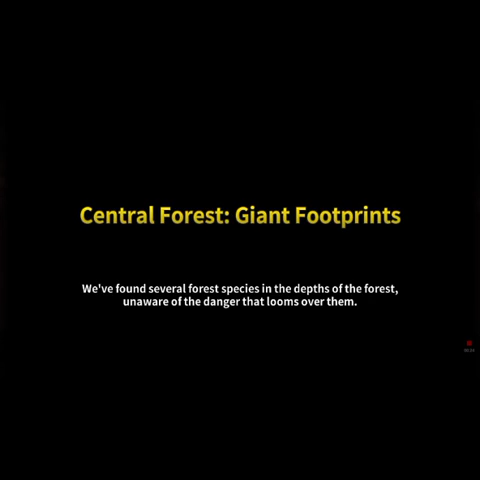 Central Forest: Giant Footprints
We've found several forest species in the depths of the forest,
unaware of the danger that looms over them.